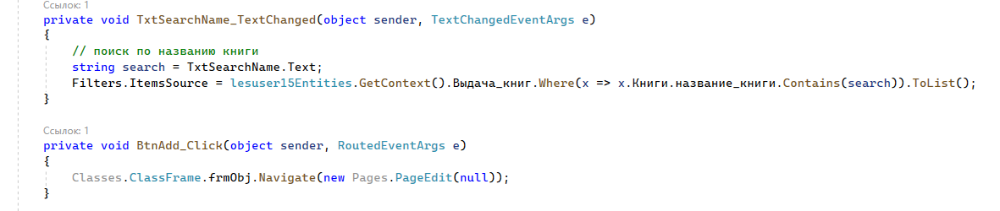 Ссылок: 1
private void TxtSearchName_TextChanged(object sender, TextChangedEventArgs e)
{
// поиск по названию книги
string search = TxtSearchName.Text;
Filters.ItemsSource = lesuser15Entities.GetContext().Выдача_книг.Where(x => x.Книги.название_книги.Contains(search)).ToList();
}
Ссылок: 1
private void BtnAdd_Click(object sender, RoutedEventArgs e)
{
Classes.ClassFrame.frmObj.Navigate(new Pages.PageEdit(null));
}